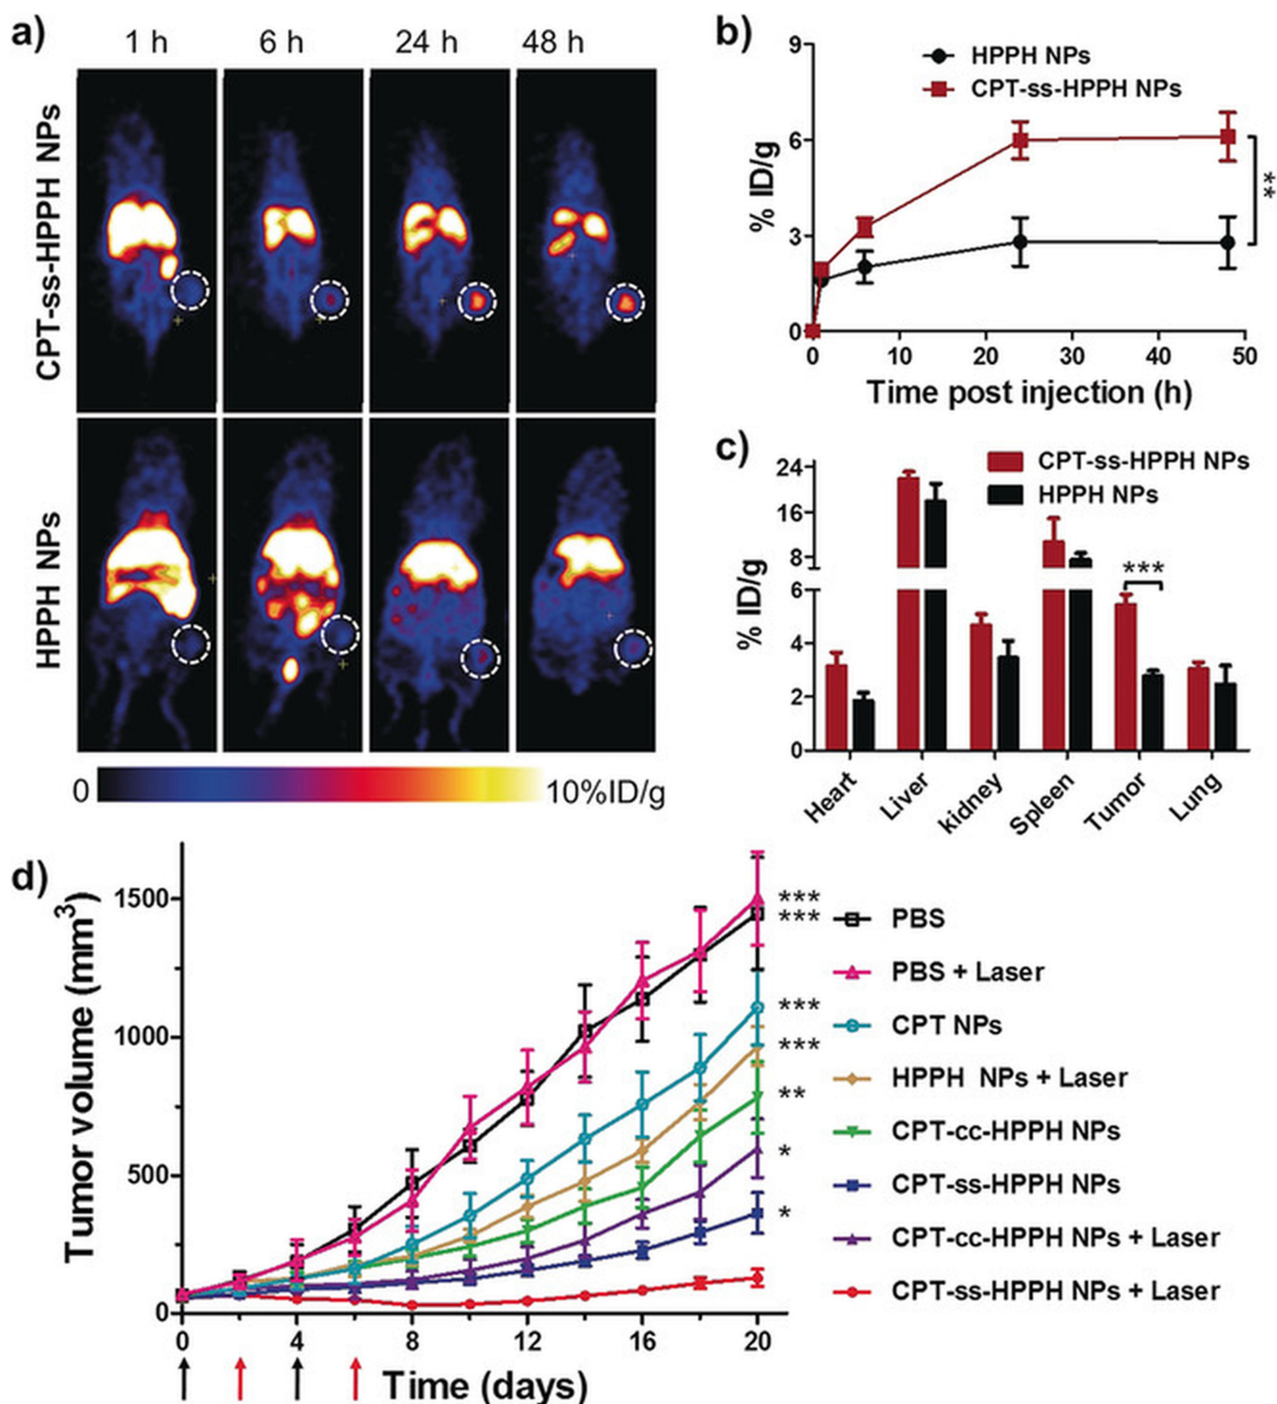 a)
1 h 6 h 24 h 48 h
CPT-ss-HPPH NPs
HPPH NPs
0 10%ID/g
b)
HPPH NPs
CPT-ss-HPPH NPs
% ID/g
9
6
3
0
**
0 10 20 30 40 50
Time post injection (h)
c)
CPT-ss-HPPH NPs
HPPH NPs
% ID/g
24
16
8
6
4
2
0
***
Heart Liver kidney Spleen Tumor Lung
d)
Tumor volume (mm3)
1500
1000
500
0
***
***
***
***
**
*
*
PBS
PBS + Laser
CPT NPs
HPPH NPs + Laser
CPT-cc-HPPH NPs
CPT-ss-HPPH NPs
CPT-cc-HPPH NPs + Laser
CPT-ss-HPPH NPs + Laser
0 4 8 12 16 20
Time (days)